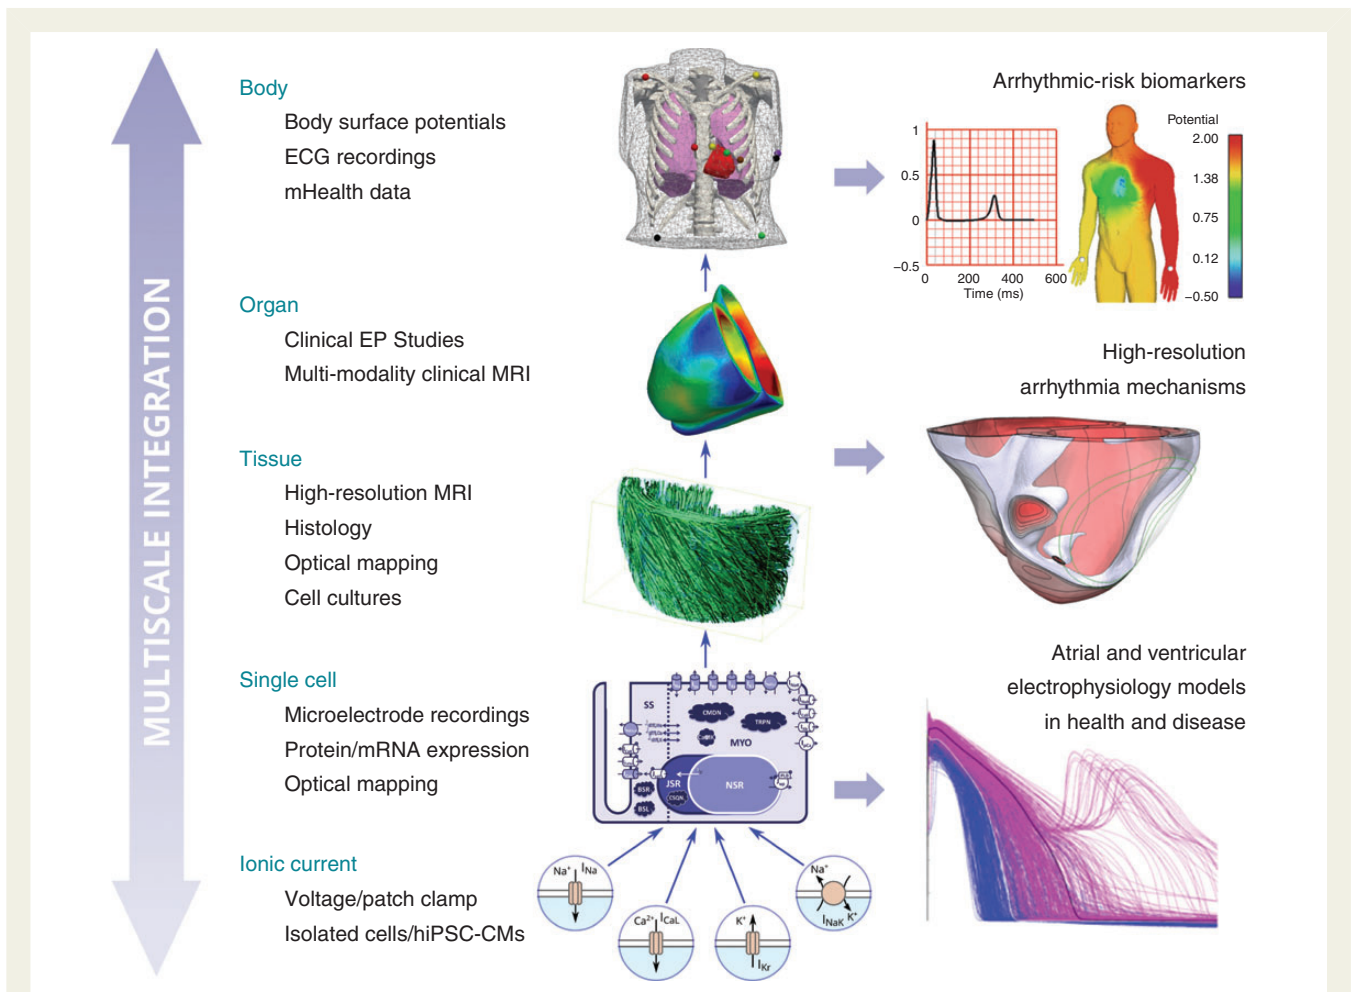 MULTISCALE INTEGRATION
Body
Body surface potentials
ECG recordings
mHealth data
Organ
Clinical EP Studies
Multi-modality clinical MRI
Tissue
High-resolution MRI
Histology
Optical mapping
Cell cultures
Single cell
Microelectrode recordings
Protein/mRNA expression
Optical mapping
Ionic current
Voltage/patch clamp
Isolated cells/hiPSC-CMs
SS
CMDN
TRPN
MYO
JSR
NSR
CSQN
BSR
BSL
Na⁺ I_Na
Ca²⁺ I_CaL
K⁺
I_Kr
Na⁺
I_NaK K⁺
Arrhythmic-risk biomarkers
1
0.5
0
−0.5
0 200 400 600
Time (ms)
Potential
2.00
1.38
0.75
0.12
−0.50
High-resolution
arrhythmia mechanisms
Atrial and ventricular
electrophysiology models
in health and disease